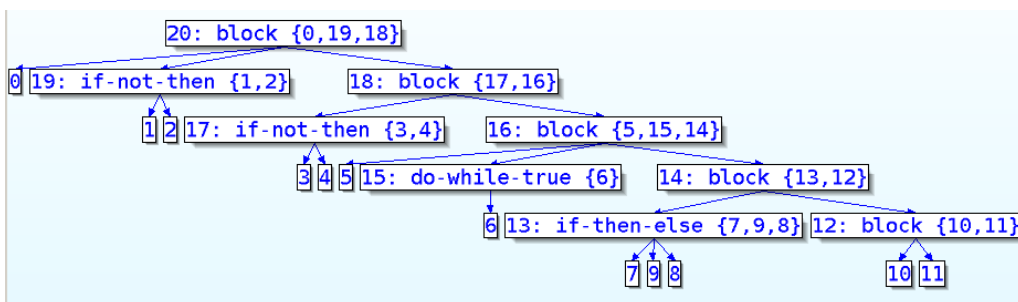 20: block {0,19,18}
0 19: if-not-then {1,2} 18: block {17,16}
1 2 17: if-not-then {3,4} 16: block {5,15,14}
3 4 5 15: do-while-true {6} 14: block {13,12}
6 13: if-then-else {7,9,8} 12: block {10,11}
7 9 8 10 11